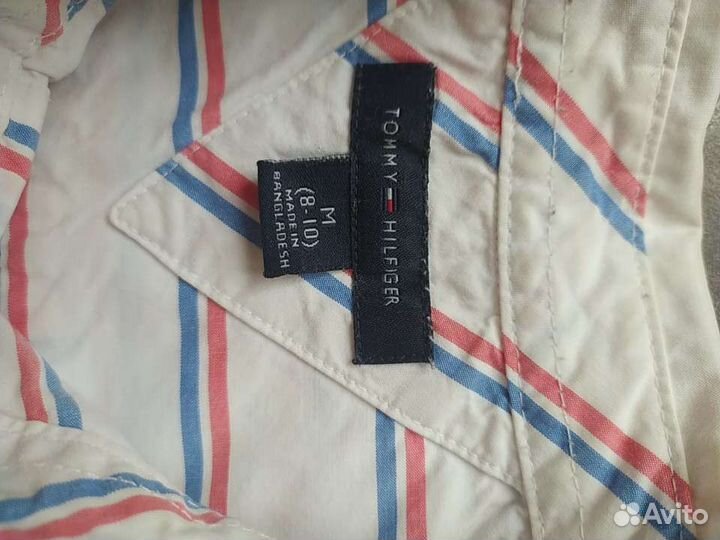 TOMMY HILFIGER
M
(8-10)
MADE IN
BANGLADESH
Avito